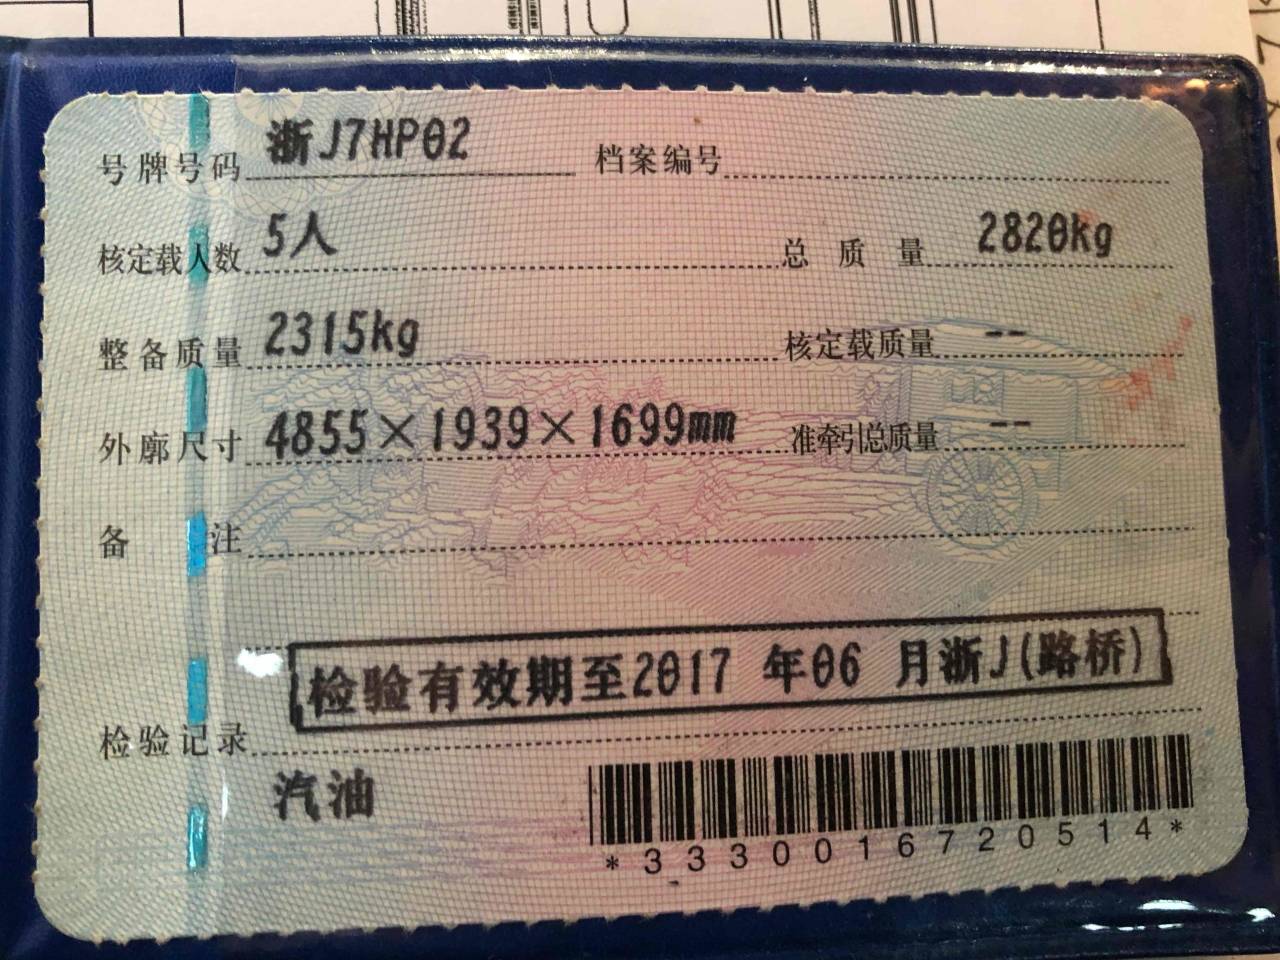 号牌号码 浙J7HP02 档案编号
核定载人数 5人 总质量 2820kg
整备质量 2315kg 核定载质量 --
外廓尺寸 4855×1939×1699mm 准牵引总质量 --
备注
检验有效期至2017 年06 月浙J(路桥)
检验记录
汽油
*3330016720514*